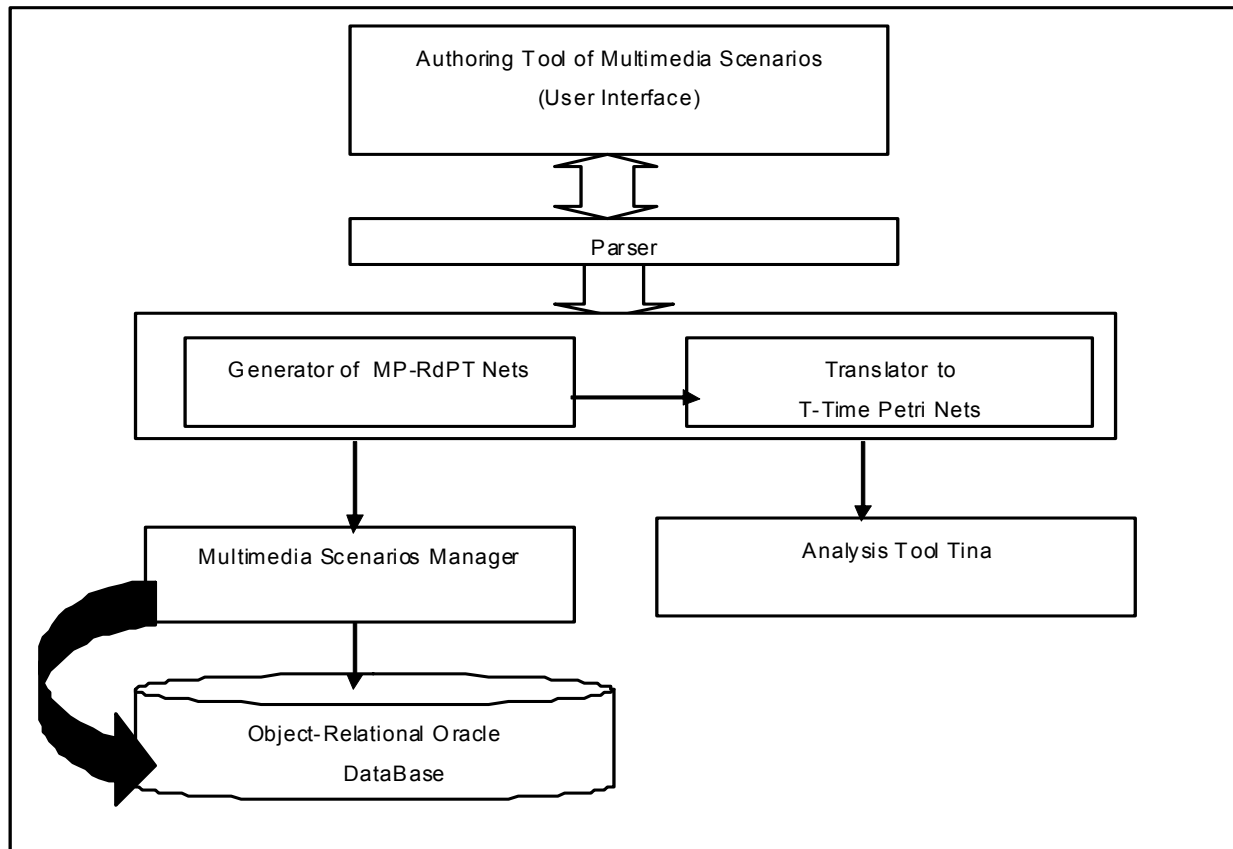 Authoring Tool of Multimedia Scenarios
(User Interface)
Parser
Generator of MP-RdPT Nets
Translator to
T-Time Petri Nets
Multimedia Scenarios Manager
Analysis Tool Tina
Object-Relational Oracle
DataBase